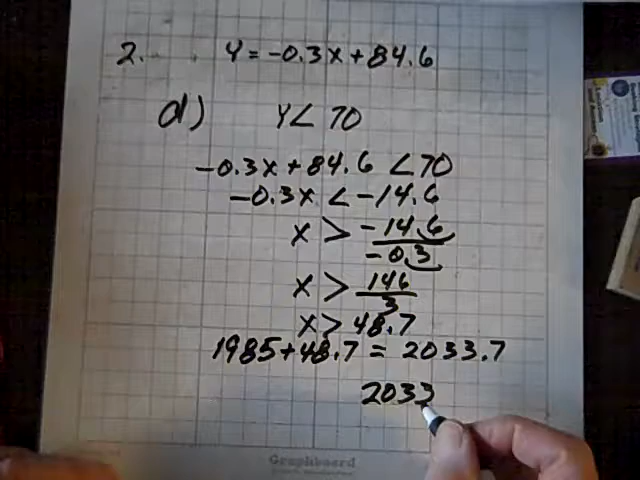 2. Y = -0.3x + 84.6
d) Y < 70
-0.3x + 84.6 < 70
-0.3x < -14.6
x > -14.6 / -0.3
x > 146 / 3
x > 48.7
1985 + 48.7 = 2033.7
2033
Graphboard